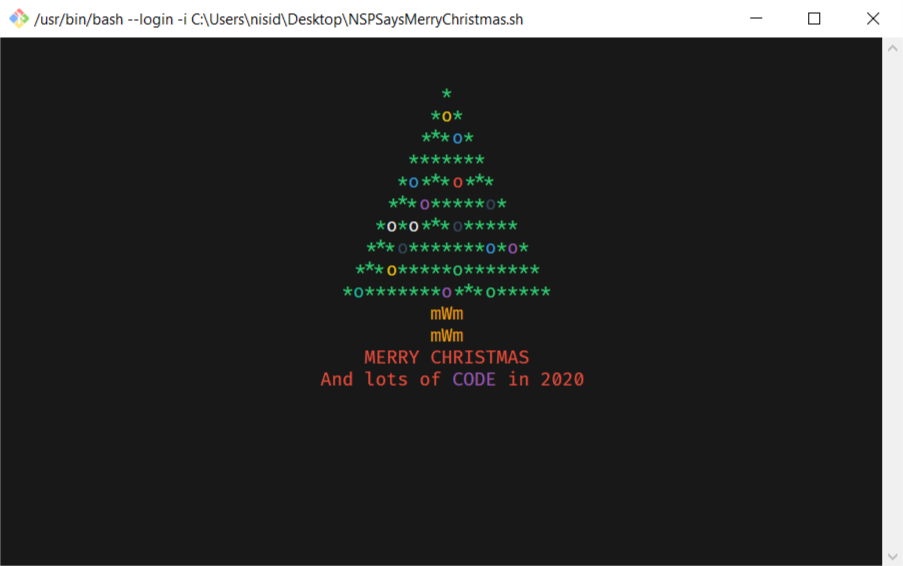 /usr/bin/bash --login -i C:\Users\nisid\Desktop\NSPSaysMerryChristmas.sh
*
*o*
***o*
*******
*o***o***
***o*****o*
*o*o***o*****
***o*******o*o*
***o*****o*******
*o*******o***o*****
mWm
mWm
MERRY CHRISTMAS
And lots of CODE in 2020